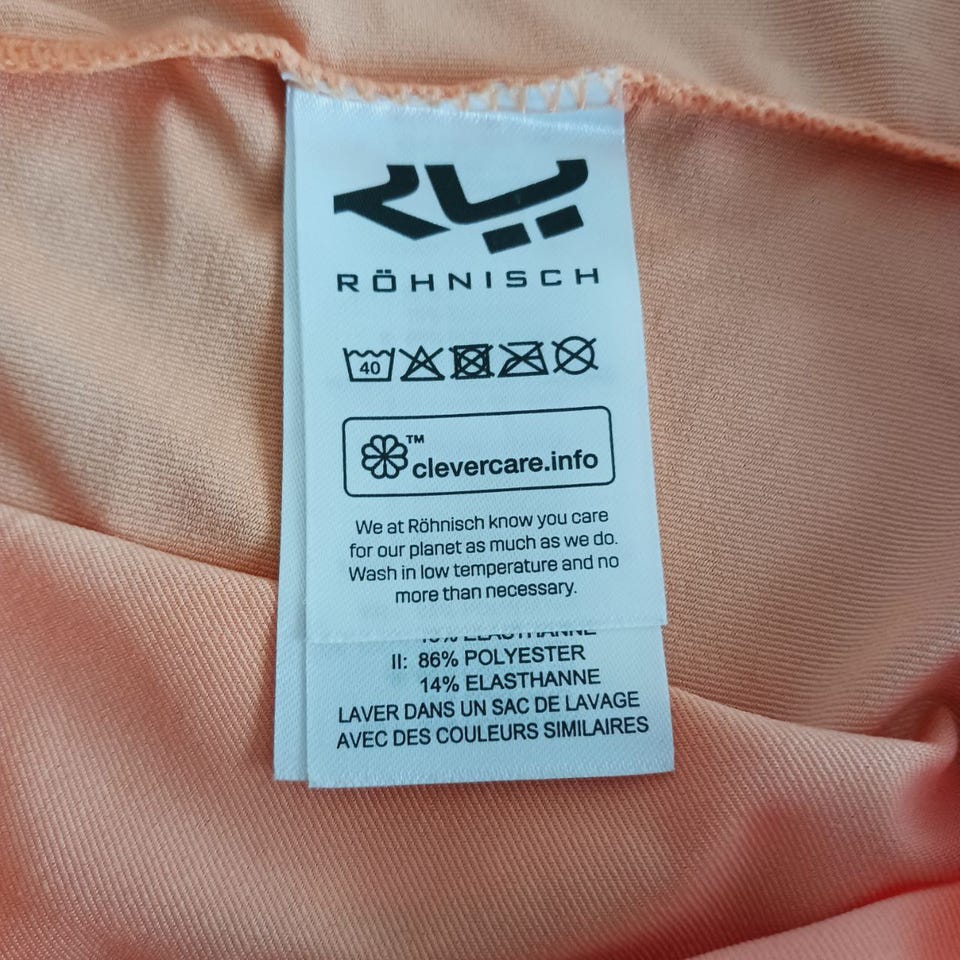 RÖHNISCH
40
™
clevercare.info
We at Röhnisch know you care
for our planet as much as we do.
Wash in low temperature and no
more than necessary.
ELASTHANNE
II: 86% POLYESTER
14% ELASTHANNE
LAVER DANS UN SAC DE LAVAGE
AVEC DES COULEURS SIMILAIRES